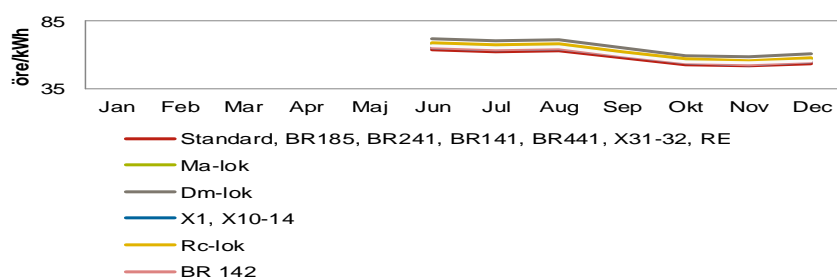 85
öre/kWh
35
Jan Feb Mar Apr Maj Jun Jul Aug Sep Okt Nov Dec
Standard, BR185, BR241, BR141, BR441, X31-32, RE
Ma-lok
Dm-lok
X1, X10-14
Rc-lok
BR 142